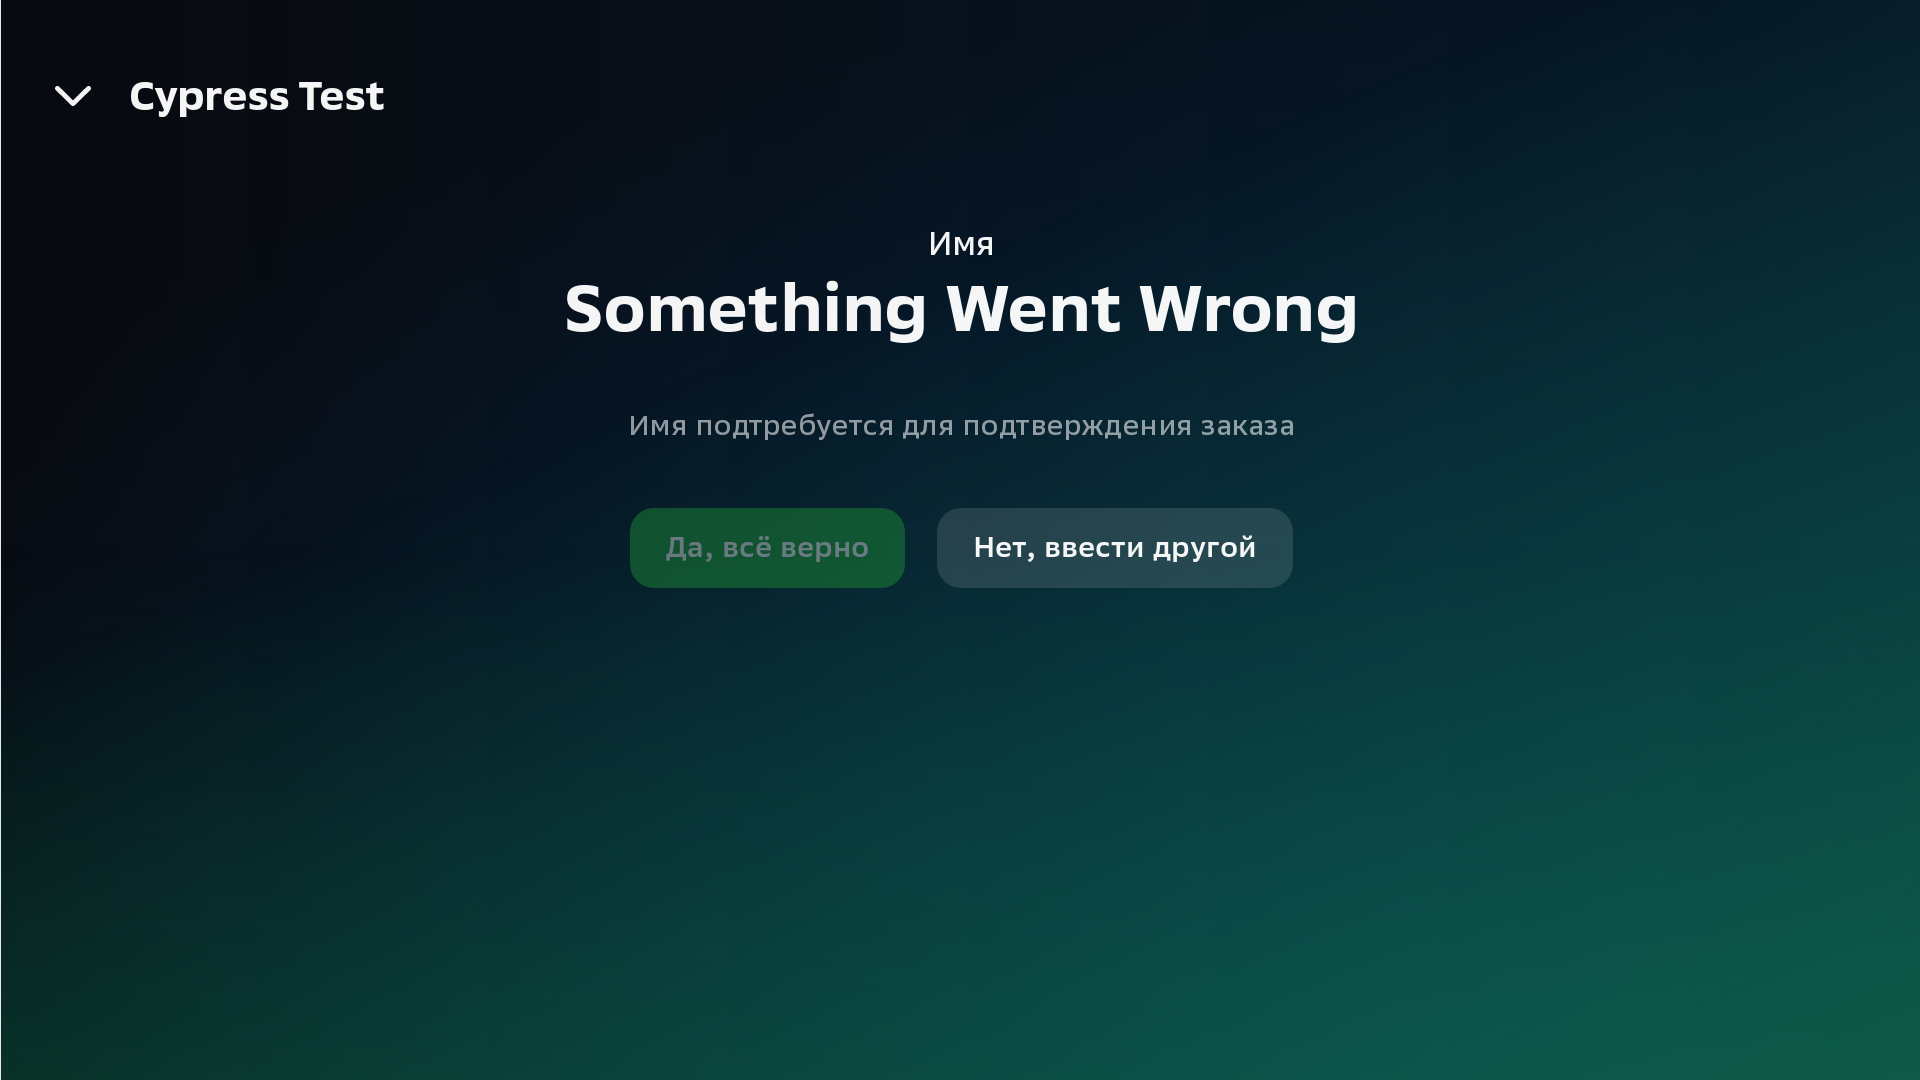 Cypress Test
Имя
Something Went Wrong
Имя подтребуется для подтверждения заказа
Да, всё верно
Нет, ввести другой